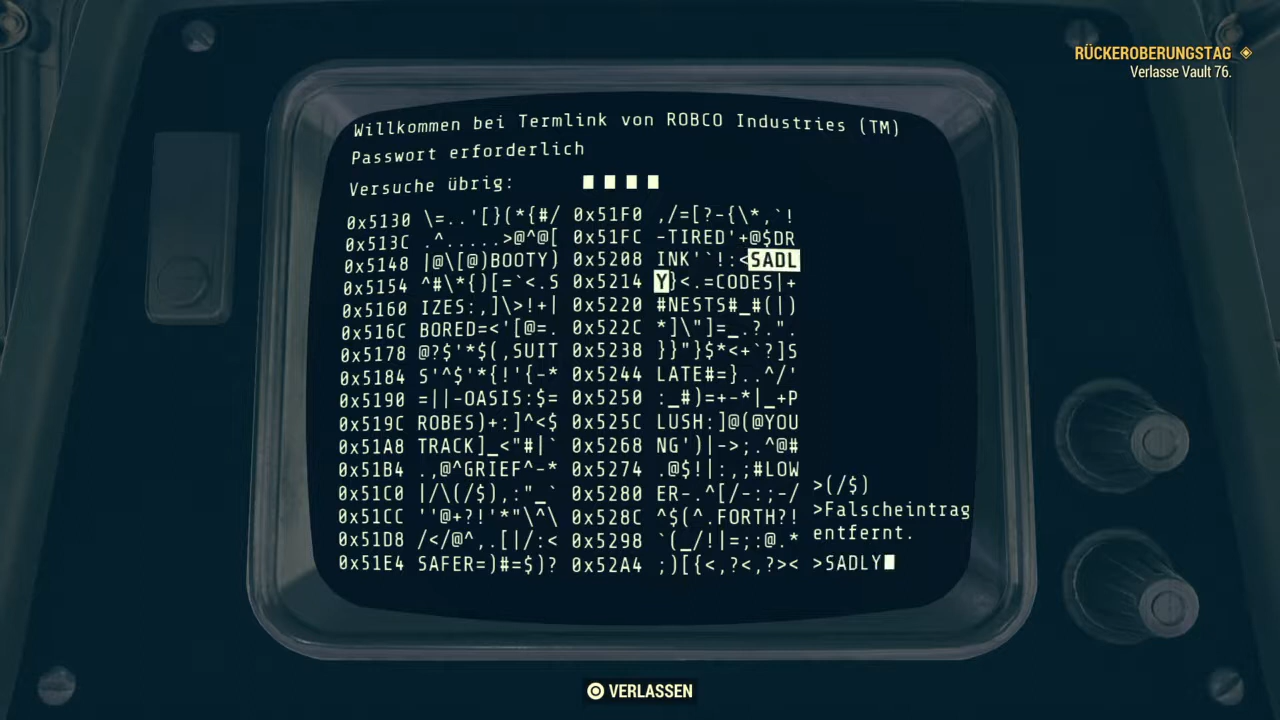 RÜCKEROBERUNGSTAG
Verlasse Vault 76.
Willkommen bei Termlink von ROBCO Industries (TM)
Passwort erforderlich
Versuche übrig:
0x5130 \=..'[}(*{#/ 0x51F0 ,/=[?-{\*,`!
0x513C .^.....>@^@[ 0x51FC -TIRED'+@$DR
0x5148 |@\[@)BOOTY) 0x5208 INK'`!:<SADL
0x5154 ^#\*{)[=`<.S 0x5214 Y}<.=CODES|+
0x5160 IZES:,]\>!+| 0x5220 #NESTS#_#(|)
0x516C BORED=<'[@=. 0x522C *]\"]=_.?.".
0x5178 @?$'*$(,SUIT 0x5238 }}"}$*<+`?]S
0x5184 S'^$'*{!'{-* 0x5244 LATE#=}..^/'
0x5190 =||-OASIS:$= 0x5250 :_#)=+-*|_+P
0x519C ROBES)+:]^<$ 0x525C LUSH:]@(@YOU
0x51A8 TRACK]_<"#|` 0x5268 NG')|->;.^@#
0x51B4 .,@^GRIEF^-* 0x5274 .@$!|:,;#LOW
0x51C0 |/\(/$),:"_` 0x5280 ER-.^[/-:;-/ >(/$)
0x51CC ''@+?!'*"\^\ 0x528C ^$(^.FORTH?! >Falscheintrag
0x51D8 /</@^,.[|/:< 0x5298 `(_/!|=;:@.* entfernt.
0x51E4 SAFER=)#=$)? 0x52A4 ;)[{<,?<,?>< >SADLY
VERLASSEN